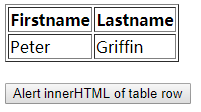 Firstname Lastname
Peter Griffin
Alert innerHTML of table row